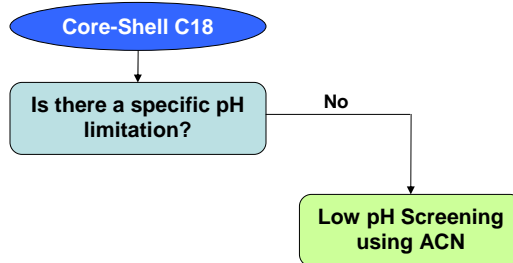 Core-Shell C18
Is there a specific pH
limitation?
No
Low pH Screening
using ACN